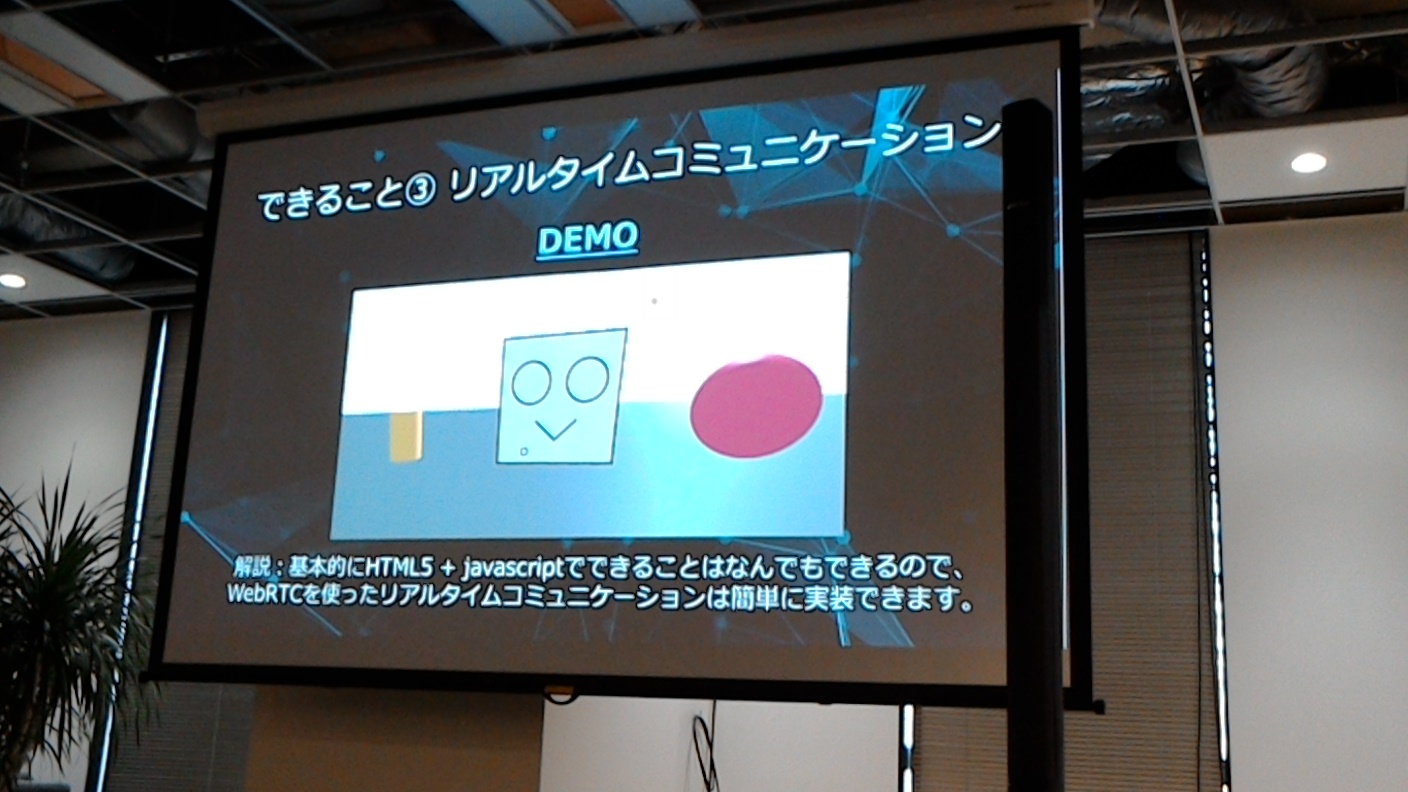 できること③ リアルタイムコミュニケーション
DEMO
解説：基本的にHTML5 + javascriptでできることはなんでもできるので、
WebRTCを使ったリアルタイムコミュニケーションは簡単に実装できます。